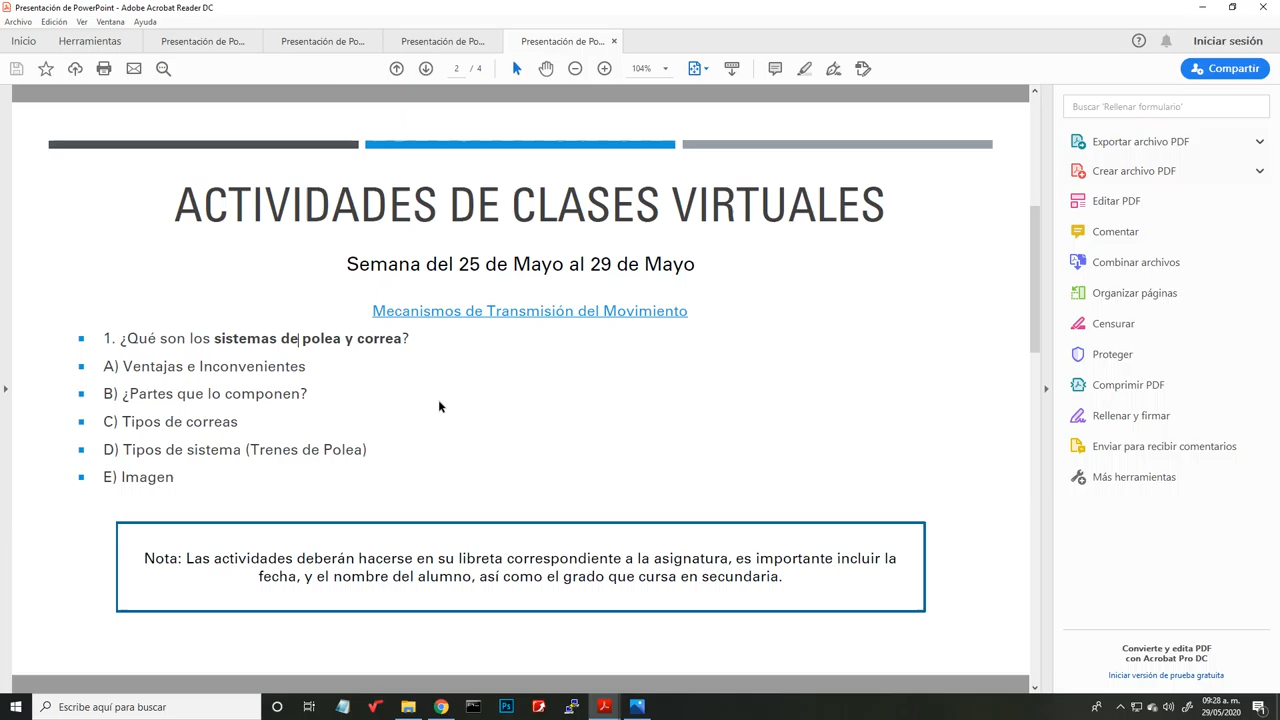 Presentación de PowerPoint - Adobe Acrobat Reader DC
Archivo Edición Ver Ventana Ayuda
Inicio Herramientas Presentación de Po... Presentación de Po... Presentación de Po... Presentación de Po... Iniciar sesión
2 / 4 104% Compartir
Buscar 'Rellenar formulario'
Exportar archivo PDF
Crear archivo PDF
Editar PDF
Comentar
Combinar archivos
Organizar páginas
Censurar
Proteger
Comprimir PDF
Rellenar y firmar
Enviar para recibir comentarios
Más herramientas
Convierte y edita PDF
con Acrobat Pro DC
Iniciar versión de prueba gratuita
ACTIVIDADES DE CLASES VIRTUALES
Semana del 25 de Mayo al 29 de Mayo
Mecanismos de Transmisión del Movimiento
1. ¿Qué son los sistemas de polea y correa?
A) Ventajas e Inconvenientes
B) ¿Partes que lo componen?
C) Tipos de correas
D) Tipos de sistema (Trenes de Polea)
E) Imagen
Nota: Las actividades deberán hacerse en su libreta correspondiente a la asignatura, es importante incluir la
fecha, y el nombre del alumno, así como el grado que cursa en secundaria.
Escribe aquí para buscar
09:28 a. m.
29/05/2020